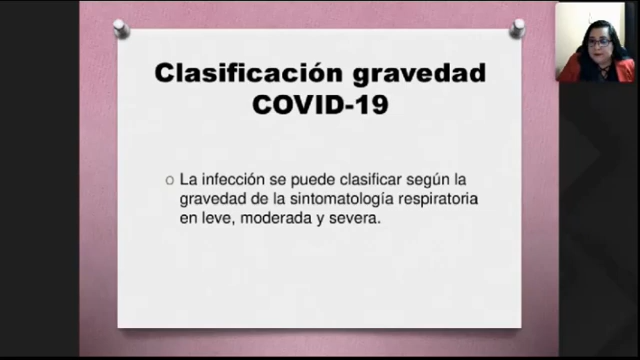 Clasificación gravedad
COVID-19
o La infección se puede clasificar según la
gravedad de la sintomatología respiratoria
en leve, moderada y severa.